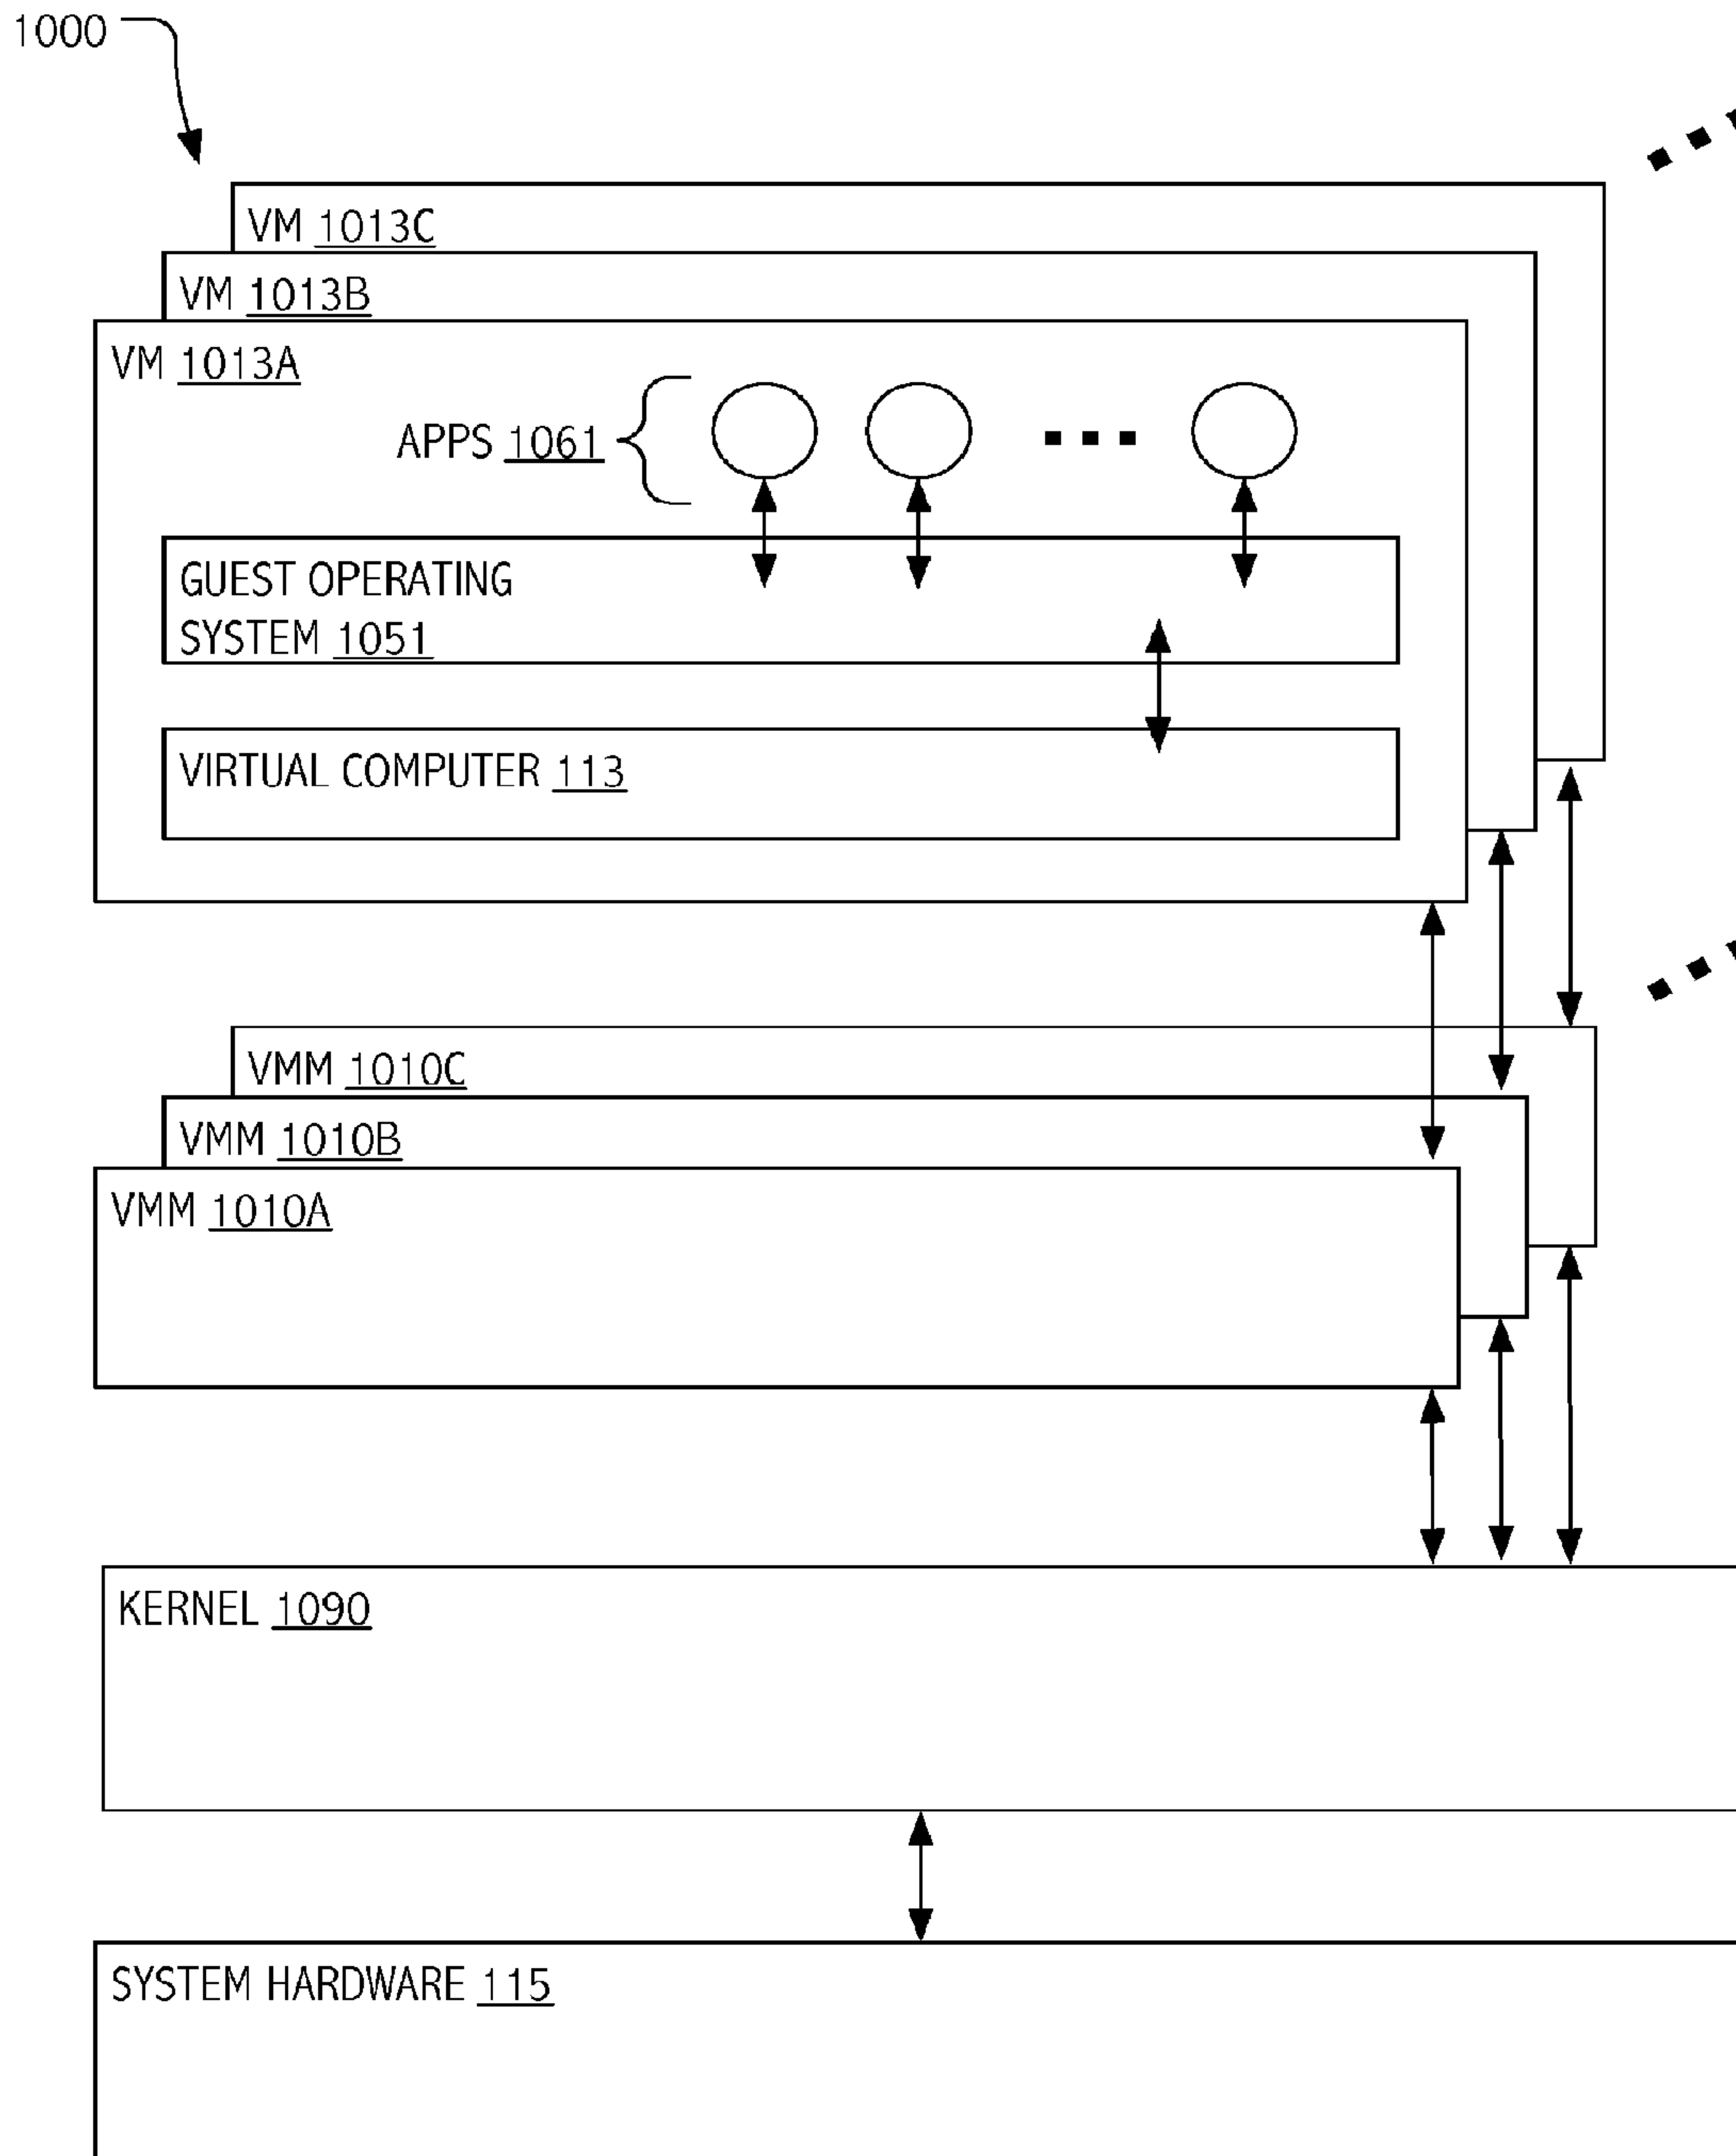 1000
VM 1013C
VM 1013B
VM 1013A
APPS 1061
GUEST OPERATING
SYSTEM 1051
VIRTUAL COMPUTER 113
VMM 1010C
VMM 1010B
VMM 1010A
KERNEL 1090
SYSTEM HARDWARE 115